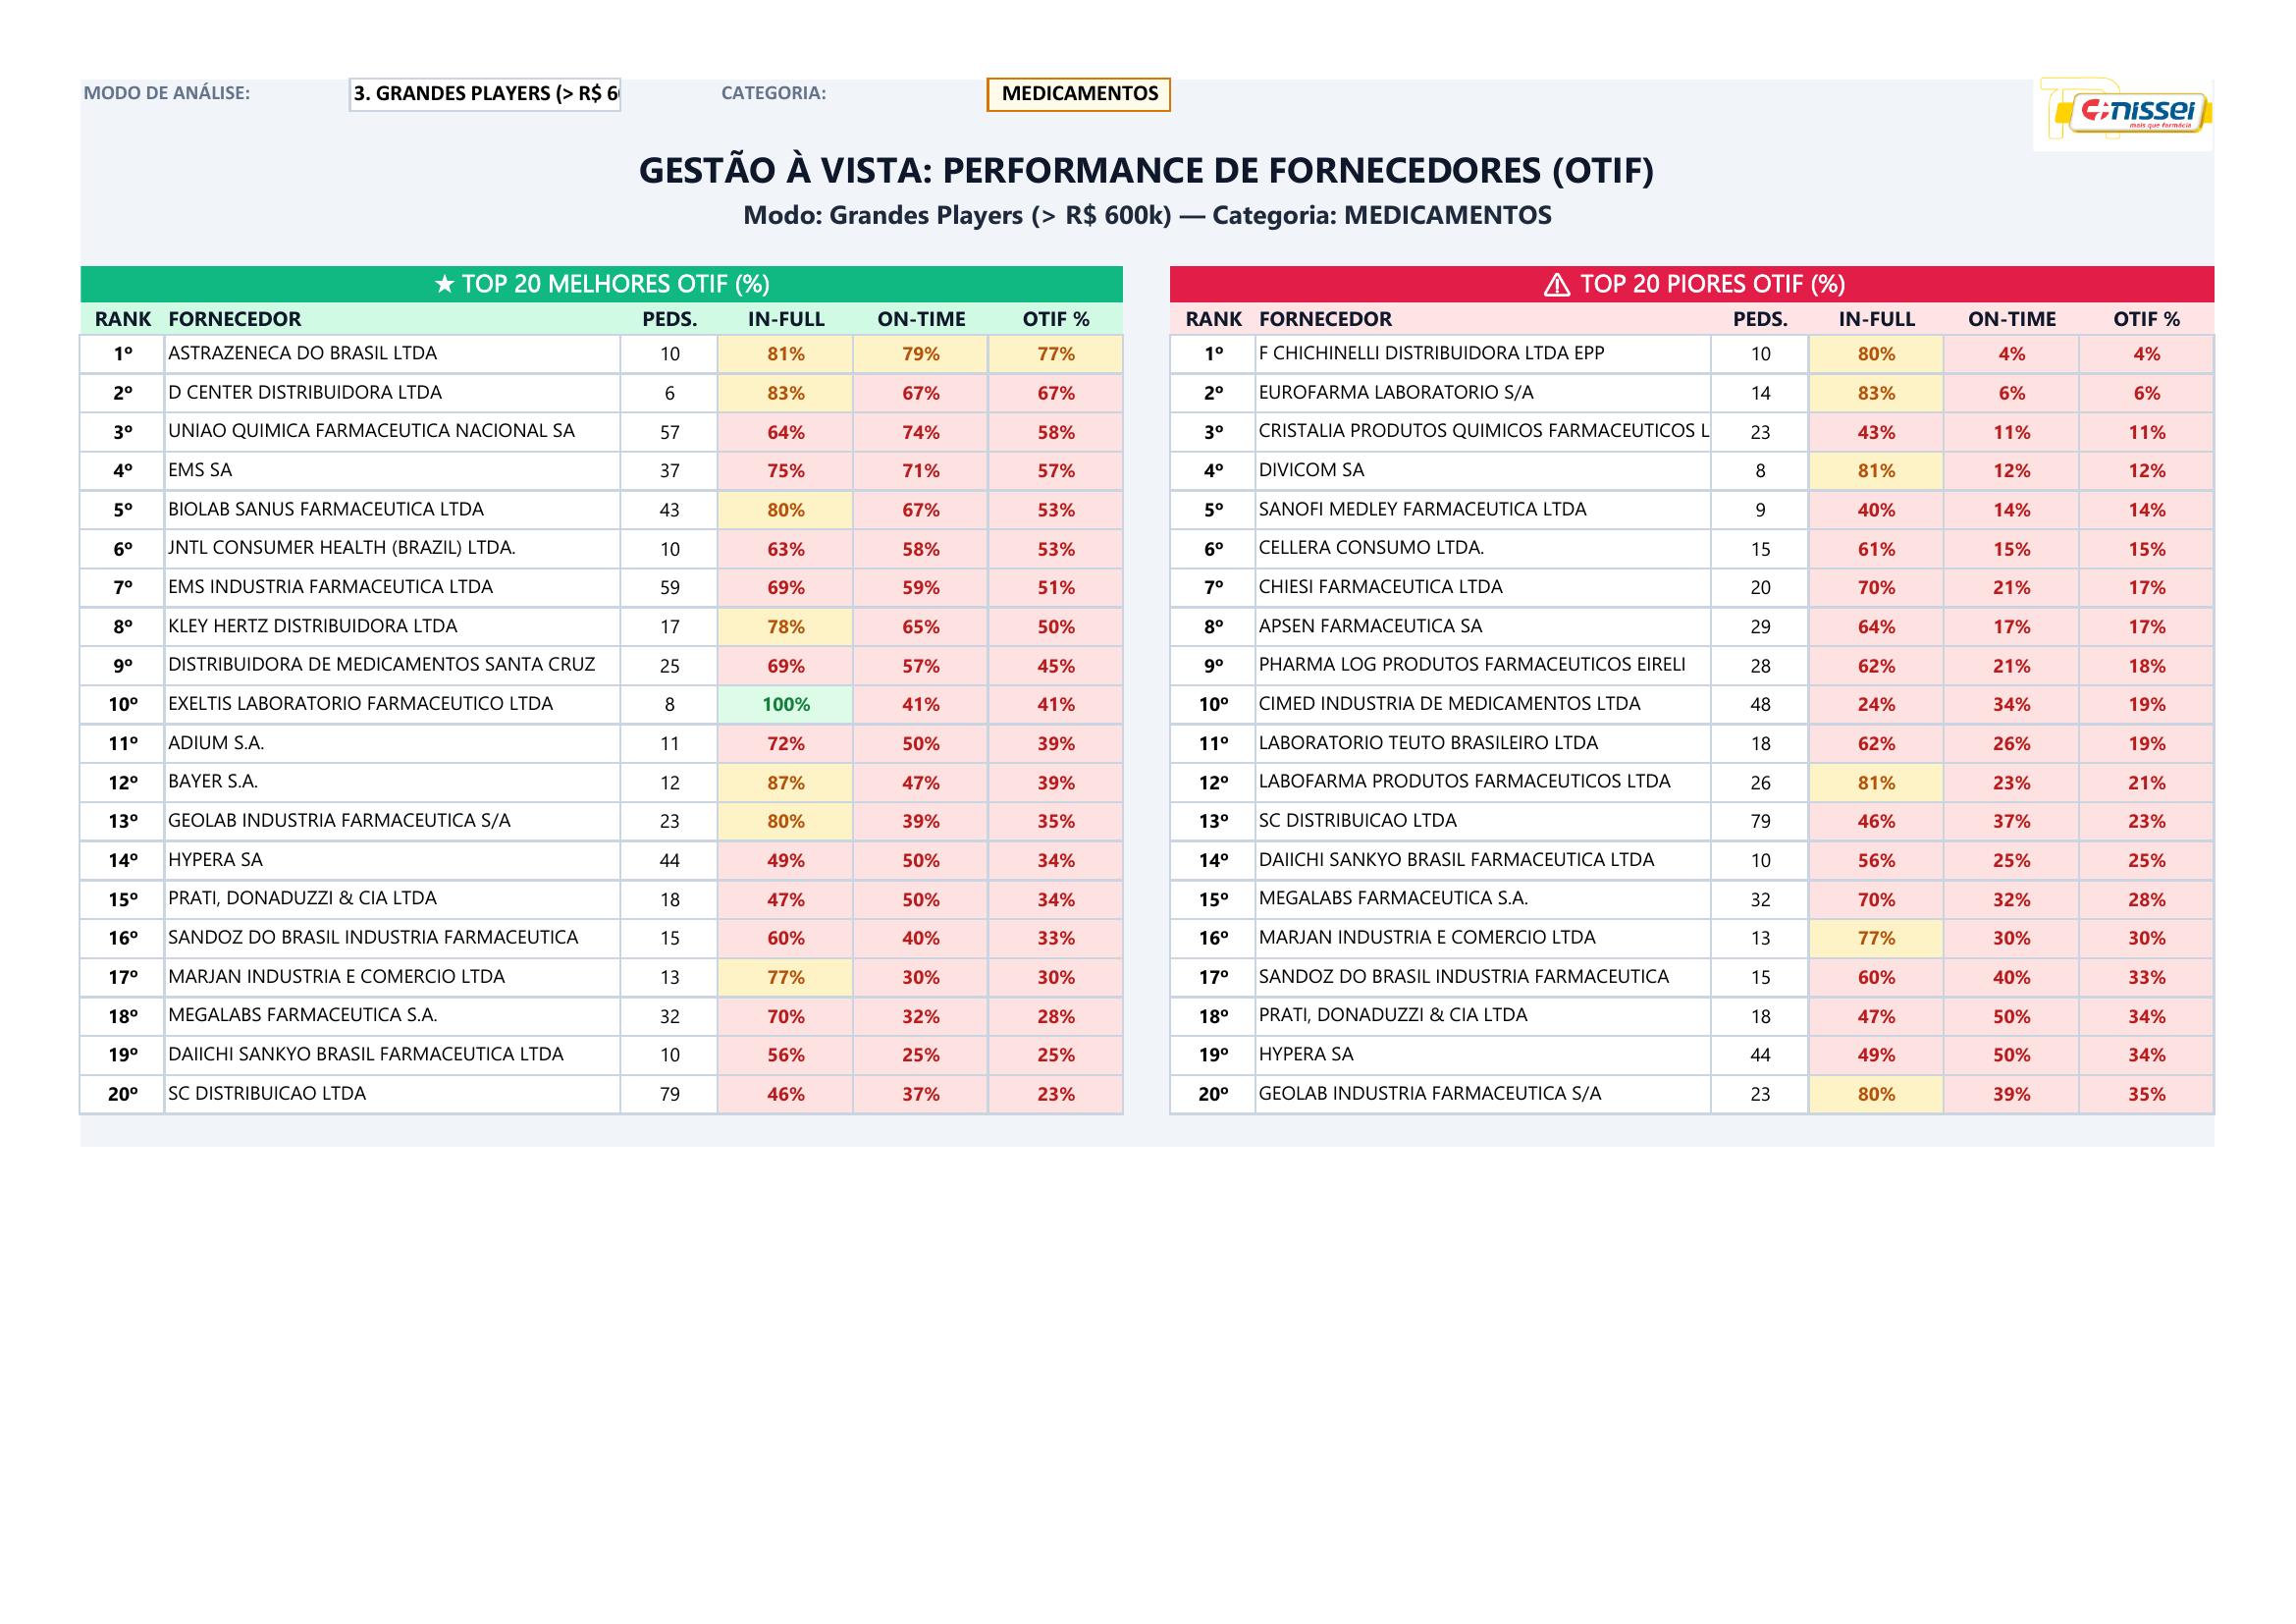 MODO DE ANÁLISE: 3. GRANDES PLAYERS (> R$ 6 CATEGORIA: MEDICAMENTOS
nissei
mais que farmácia
GESTÃO À VISTA: PERFORMANCE DE FORNECEDORES (OTIF)
Modo: Grandes Players (> R$ 600k) — Categoria: MEDICAMENTOS
★ TOP 20 MELHORES OTIF (%)
RANK FORNECEDOR PEDS. IN-FULL ON-TIME OTIF %
1º ASTRAZENECA DO BRASIL LTDA 10 81% 79% 77%
2º D CENTER DISTRIBUIDORA LTDA 6 83% 67% 67%
3º UNIAO QUIMICA FARMACEUTICA NACIONAL SA 57 64% 74% 58%
4º EMS SA 37 75% 71% 57%
5º BIOLAB SANUS FARMACEUTICA LTDA 43 80% 67% 53%
6º JNTL CONSUMER HEALTH (BRAZIL) LTDA. 10 63% 58% 53%
7º EMS INDUSTRIA FARMACEUTICA LTDA 59 69% 59% 51%
8º KLEY HERTZ DISTRIBUIDORA LTDA 17 78% 65% 50%
9º DISTRIBUIDORA DE MEDICAMENTOS SANTA CRUZ 25 69% 57% 45%
10º EXELTIS LABORATORIO FARMACEUTICO LTDA 8 100% 41% 41%
11º ADIUM S.A. 11 72% 50% 39%
12º BAYER S.A. 12 87% 47% 39%
13º GEOLAB INDUSTRIA FARMACEUTICA S/A 23 80% 39% 35%
14º HYPERA SA 44 49% 50% 34%
15º PRATI, DONADUZZI & CIA LTDA 18 47% 50% 34%
16º SANDOZ DO BRASIL INDUSTRIA FARMACEUTICA 15 60% 40% 33%
17º MARJAN INDUSTRIA E COMERCIO LTDA 13 77% 30% 30%
18º MEGALABS FARMACEUTICA S.A. 32 70% 32% 28%
19º DAIICHI SANKYO BRASIL FARMACEUTICA LTDA 10 56% 25% 25%
20º SC DISTRIBUICAO LTDA 79 46% 37% 23%
⚠ TOP 20 PIORES OTIF (%)
RANK FORNECEDOR PEDS. IN-FULL ON-TIME OTIF %
1º F CHICHINELLI DISTRIBUIDORA LTDA EPP 10 80% 4% 4%
2º EUROFARMA LABORATORIO S/A 14 83% 6% 6%
3º CRISTALIA PRODUTOS QUIMICOS FARMACEUTICOS L 23 43% 11% 11%
4º DIVICOM SA 8 81% 12% 12%
5º SANOFI MEDLEY FARMACEUTICA LTDA 9 40% 14% 14%
6º CELLERA CONSUMO LTDA. 15 61% 15% 15%
7º CHIESI FARMACEUTICA LTDA 20 70% 21% 17%
8º APSEN FARMACEUTICA SA 29 64% 17% 17%
9º PHARMA LOG PRODUTOS FARMACEUTICOS EIRELI 28 62% 21% 18%
10º CIMED INDUSTRIA DE MEDICAMENTOS LTDA 48 24% 34% 19%
11º LABORATORIO TEUTO BRASILEIRO LTDA 18 62% 26% 19%
12º LABOFARMA PRODUTOS FARMACEUTICOS LTDA 26 81% 23% 21%
13º SC DISTRIBUICAO LTDA 79 46% 37% 23%
14º DAIICHI SANKYO BRASIL FARMACEUTICA LTDA 10 56% 25% 25%
15º MEGALABS FARMACEUTICA S.A. 32 70% 32% 28%
16º MARJAN INDUSTRIA E COMERCIO LTDA 13 77% 30% 30%
17º SANDOZ DO BRASIL INDUSTRIA FARMACEUTICA 15 60% 40% 33%
18º PRATI, DONADUZZI & CIA LTDA 18 47% 50% 34%
19º HYPERA SA 44 49% 50% 34%
20º GEOLAB INDUSTRIA FARMACEUTICA S/A 23 80% 39% 35%